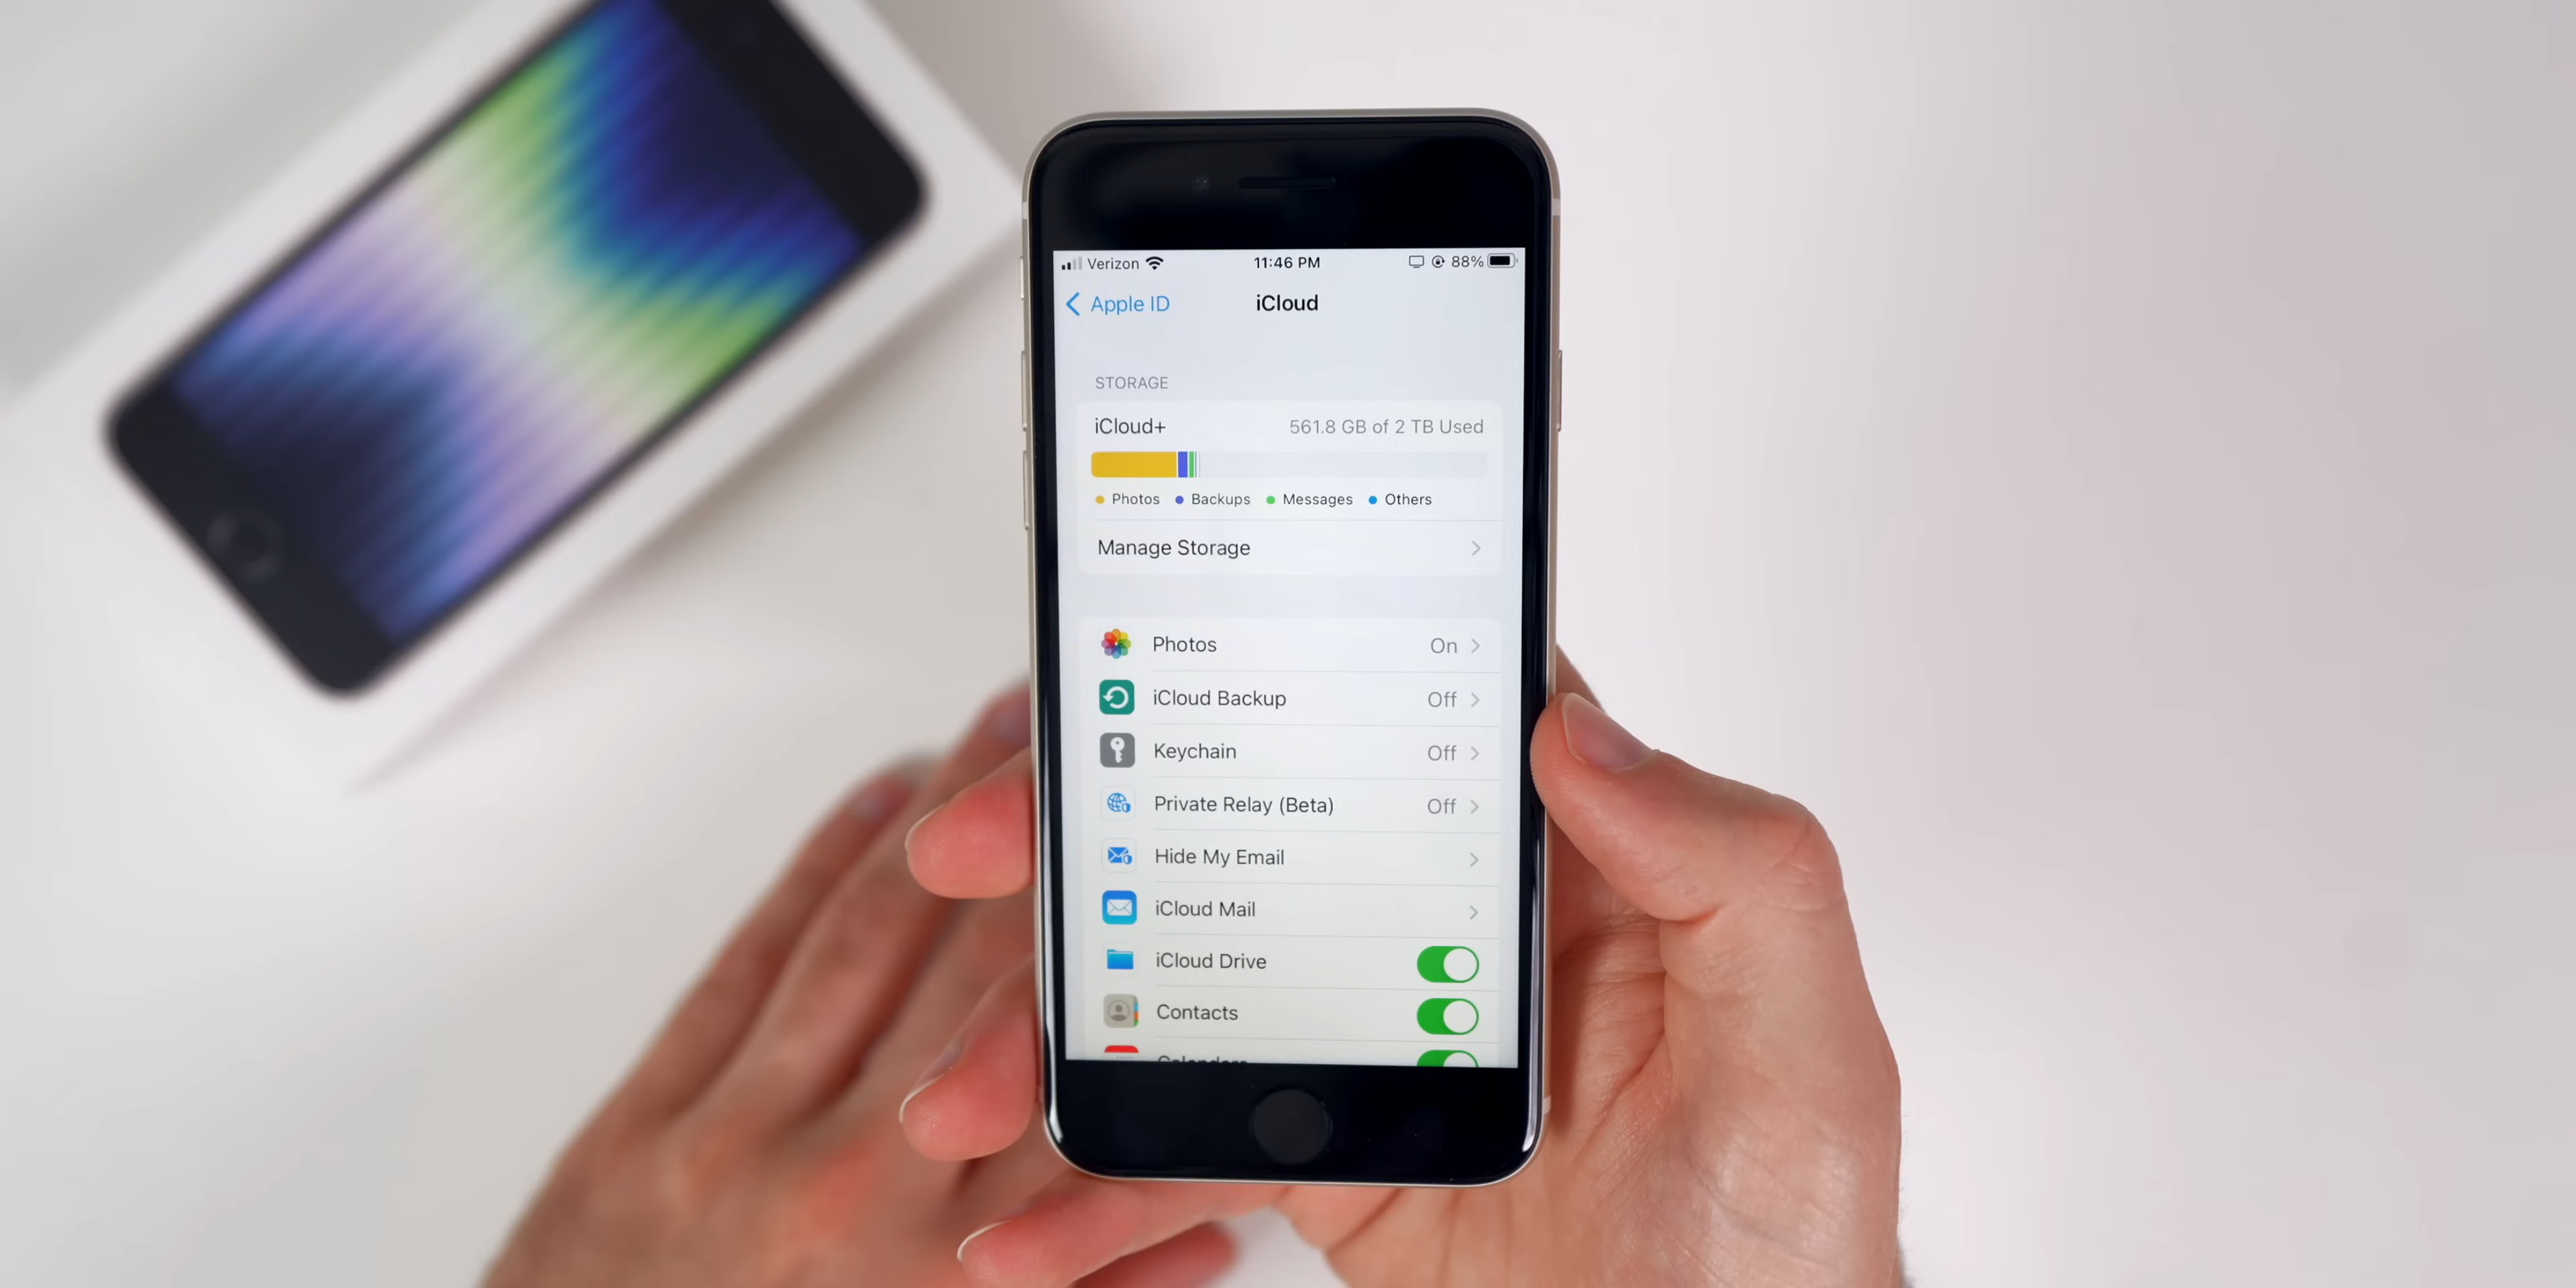 Verizon 11:46 PM 88%
Apple ID iCloud
STORAGE
iCloud+ 561.8 GB of 2 TB Used
Photos Backups Messages Others
Manage Storage
Photos On
iCloud Backup Off
Keychain Off
Private Relay (Beta) Off
Hide My Email
iCloud Mail
iCloud Drive
Contacts
Calendars